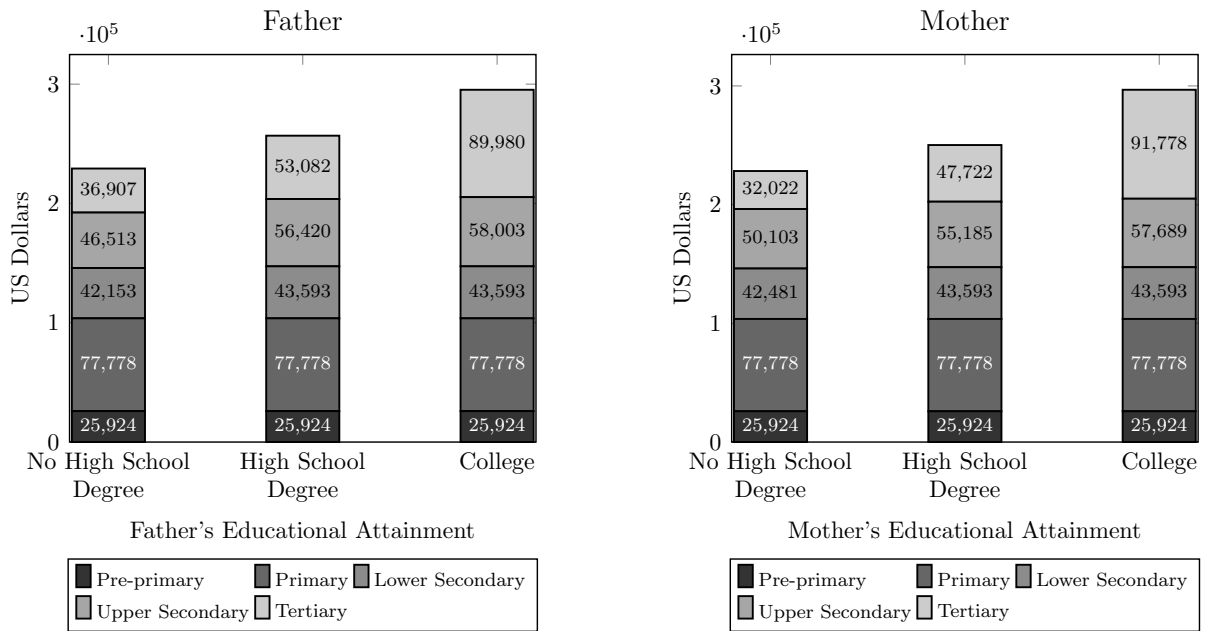 Father
·10⁵
US Dollars
3
2
1
0
36,907
46,513
42,153
77,778
25,924
53,082
56,420
43,593
77,778
25,924
89,980
58,003
43,593
77,778
25,924
No High School
Degree
High School
Degree
College
Father's Educational Attainment
Pre-primary Primary Lower Secondary
Upper Secondary Tertiary
Mother
·10⁵
US Dollars
3
2
1
0
32,022
50,103
42,481
77,778
25,924
47,722
55,185
43,593
77,778
25,924
91,778
57,689
43,593
77,778
25,924
No High School
Degree
High School
Degree
College
Mother's Educational Attainment
Pre-primary Primary Lower Secondary
Upper Secondary Tertiary